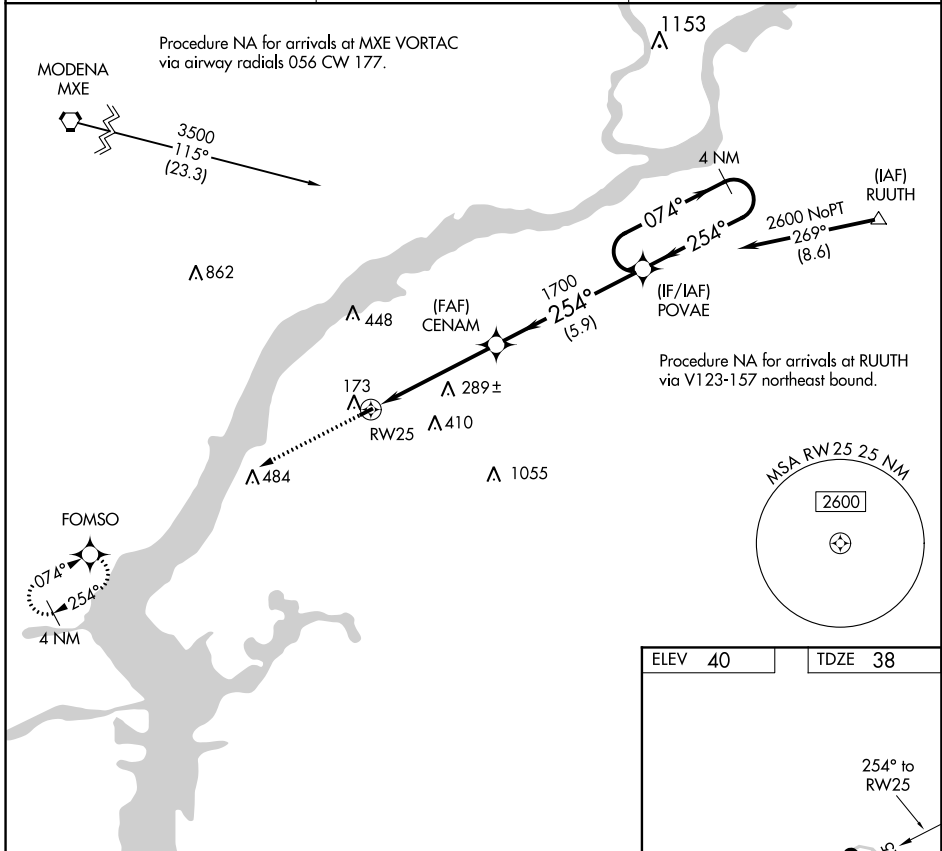 1153
Procedure NA for arrivals at MXE VORTAC
via airway radials 056 CW 177.
MODENA
MXE
3500
115°
(23.3)
4 NM
(IAF)
RUUTH
074°
2600 NoPT
269°
(8.6)
254°
862
1700
254°
(5.9)
(IF/IAF)
POVAE
(FAF)
CENAM
448
Procedure NA for arrivals at RUUTH
via V123-157 northeast bound.
173
289±
RW25
410
484
1055
MSA RW 25 25 NM
2600
FOMSO
074°
254°
4 NM
ELEV 40
TDZE 38
254° to
RW25